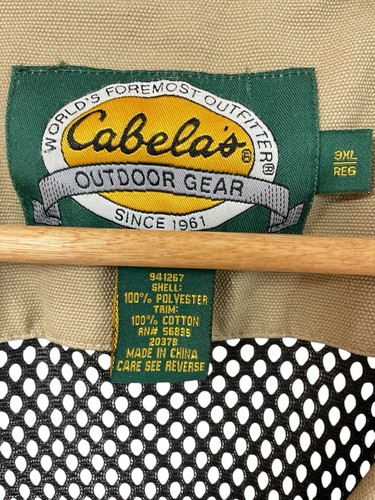 WORLD'S FOREMOST OUTFITTER®
Cabela's®
OUTDOOR GEAR
SINCE 1961
3XL
REG
941267
SHELL:
100% POLYESTER
TRIM:
100% COTTON
RN# 56835
20378
MADE IN CHINA
CARE SEE REVERSE